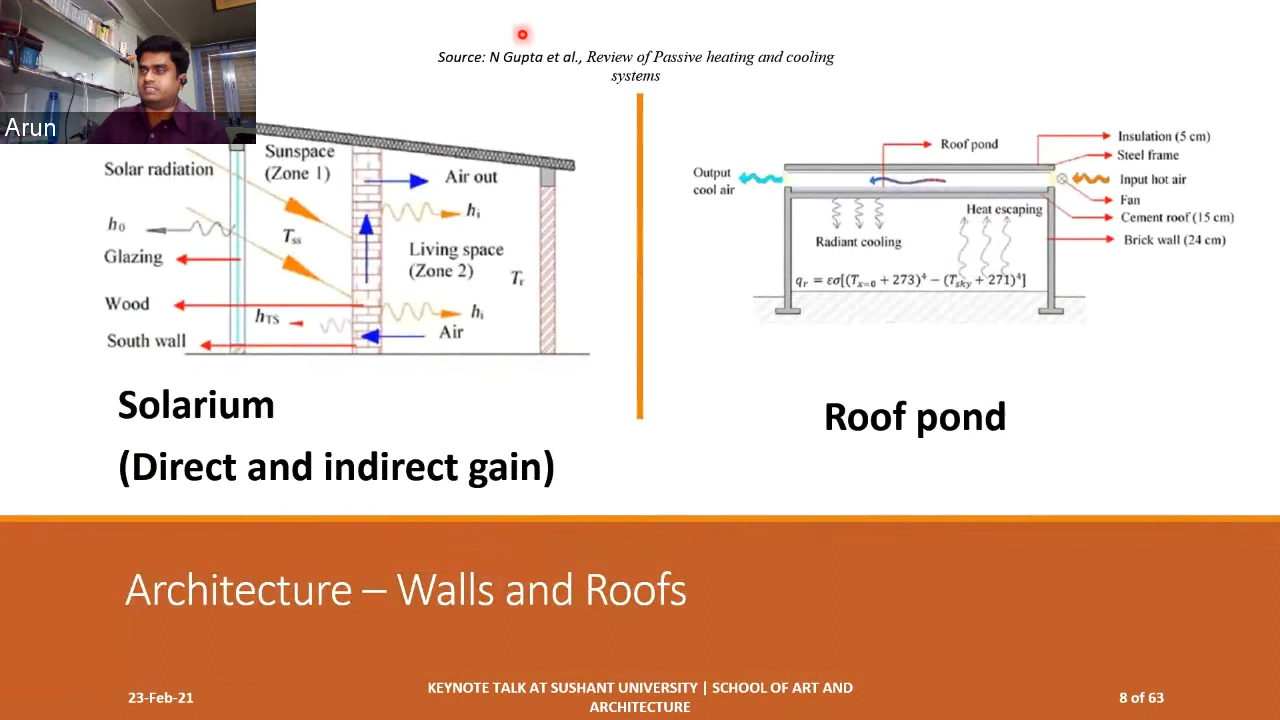 Arun
Source: N Gupta et al., Review of Passive heating and cooling
systems
Solar radiation
Sunspace
(Zone 1)
Air out
hi
h0
Tss
Glazing
Living space
(Zone 2)
Tr
Wood
hTS
hi
Air
South wall
Solarium
(Direct and indirect gain)
Roof pond
Insulation (5 cm)
Steel frame
Output
cool air
Input hot air
Fan
Heat escaping
Cement roof (15 cm)
Radiant cooling
Brick wall (24 cm)
qr = εσ[(Tx=0 + 273)⁴ − (Tsky + 271)⁴]
Roof pond
Architecture – Walls and Roofs
23-Feb-21
KEYNOTE TALK AT SUSHANT UNIVERSITY | SCHOOL OF ART AND
ARCHITECTURE
8 of 63